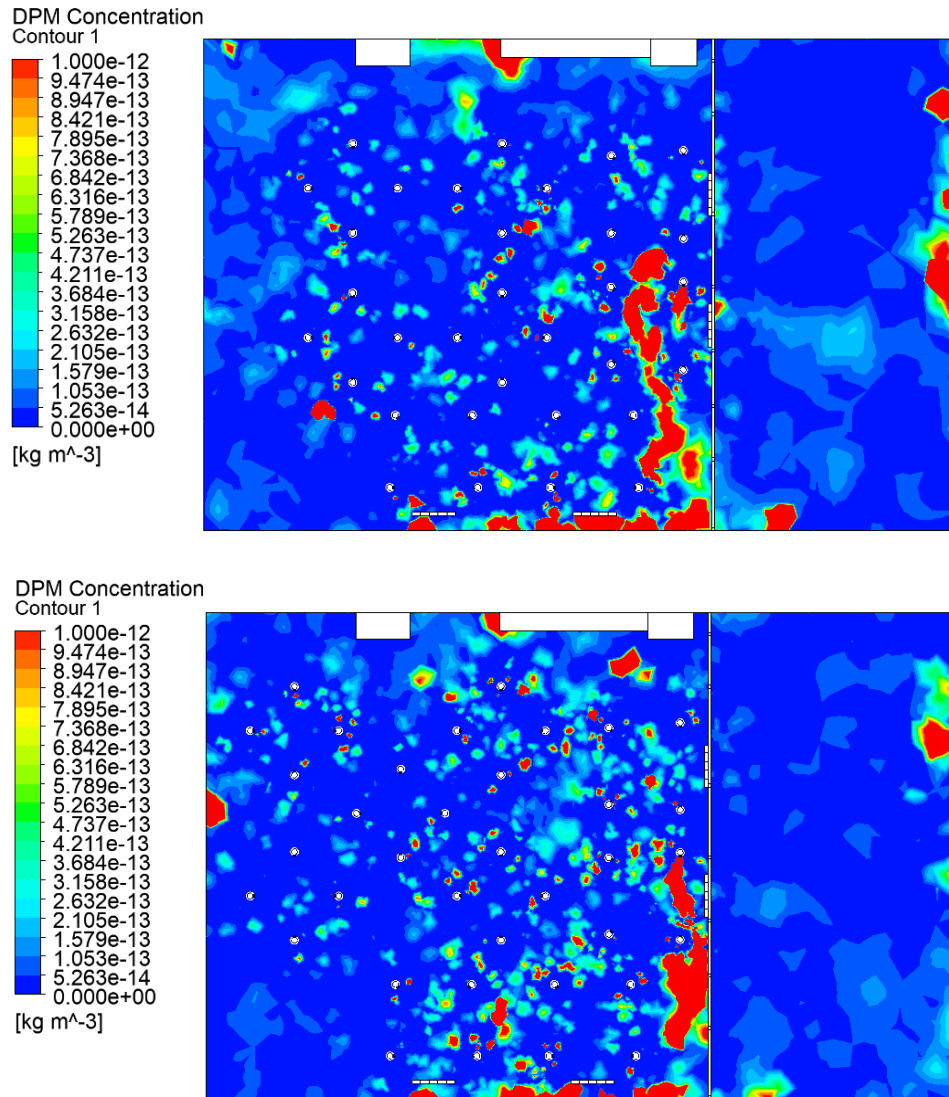 DPM Concentration
Contour 1
1.000e-12
9.474e-13
8.947e-13
8.421e-13
7.895e-13
7.368e-13
6.842e-13
6.316e-13
5.789e-13
5.263e-13
4.737e-13
4.211e-13
3.684e-13
3.158e-13
2.632e-13
2.105e-13
1.579e-13
1.053e-13
5.263e-14
0.000e+00
[kg m^-3]
DPM Concentration
Contour 1
1.000e-12
9.474e-13
8.947e-13
8.421e-13
7.895e-13
7.368e-13
6.842e-13
6.316e-13
5.789e-13
5.263e-13
4.737e-13
4.211e-13
3.684e-13
3.158e-13
2.632e-13
2.105e-13
1.579e-13
1.053e-13
5.263e-14
0.000e+00
[kg m^-3]